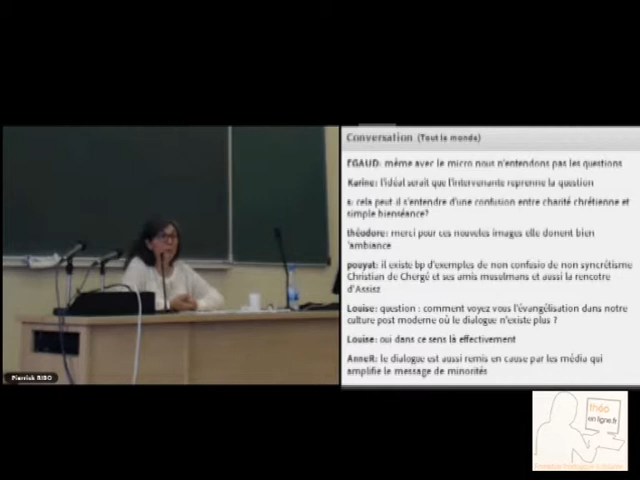 Conversation (Tout le monde)
EGAUD: même avec le micro nous n'entendons pas les questions
Karine: l'idéal serait que l'intervenante reprenne la question
s: cela peut il s'entendre d'une confusion entre charité chrétienne et
simple bienséance?
théodore: merci pour ces nouveles images elle donent bien
'ambiance
pouyat: il existe bp d'exemples de non confusio de non syncrétisme
Christian de Chergé et ses amis musulmans et aussi la renconte
d'Assise
Louise: question : comment voyez vous l'évangélisation dans notre
culture post moderne où le dialogue n'existe plus ?
Louise: oui dans ce sens là effectivement
AnneR: le dialogue est aussi remis en cause par les média qui
amplifie le message de minorités
Pierrick RIBO
théo
en ligne.fr